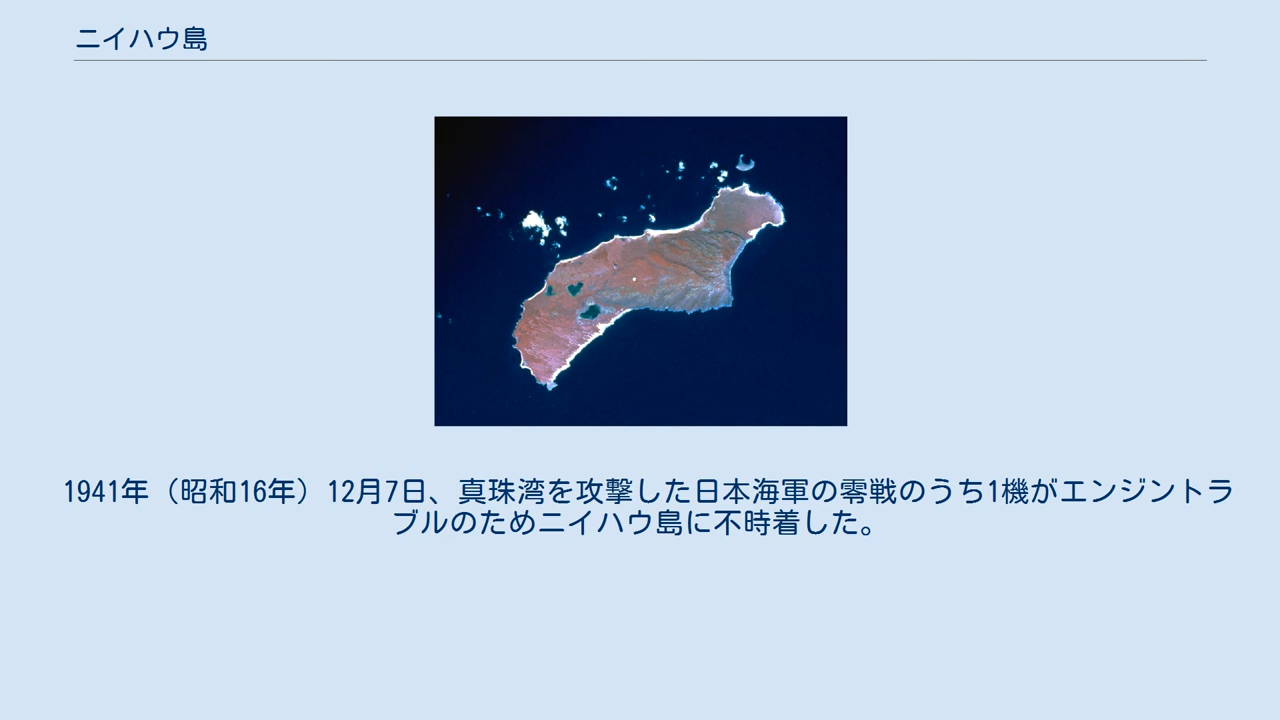 ニイハウ島
1941年（昭和16年）12月7日、真珠湾を攻撃した日本海軍の零戦のうち1機がエンジントラ
ブルのためニイハウ島に不時着した。